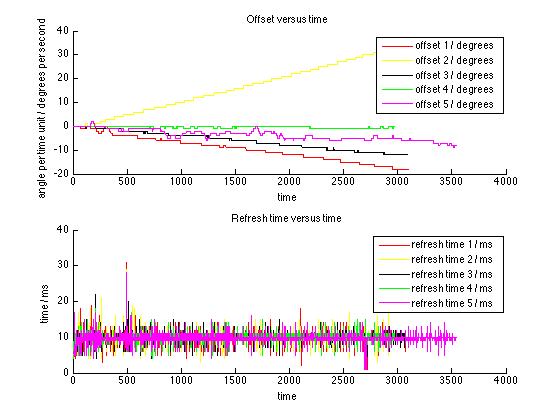 Offset versus time
angle per time unit / degrees per second
40
30
20
10
0
-10
-20
0 500 1000 1500 2000 2500 3000 3500 4000
time
offset 1 / degrees
offset 2 / degrees
offset 3 / degrees
offset 4 / degrees
offset 5 / degrees
Refresh time versus time
time / ms
40
30
20
10
0
0 500 1000 1500 2000 2500 3000 3500 4000
time
refresh time 1 / ms
refresh time 2 / ms
refresh time 3 / ms
refresh time 4 / ms
refresh time 5 / ms